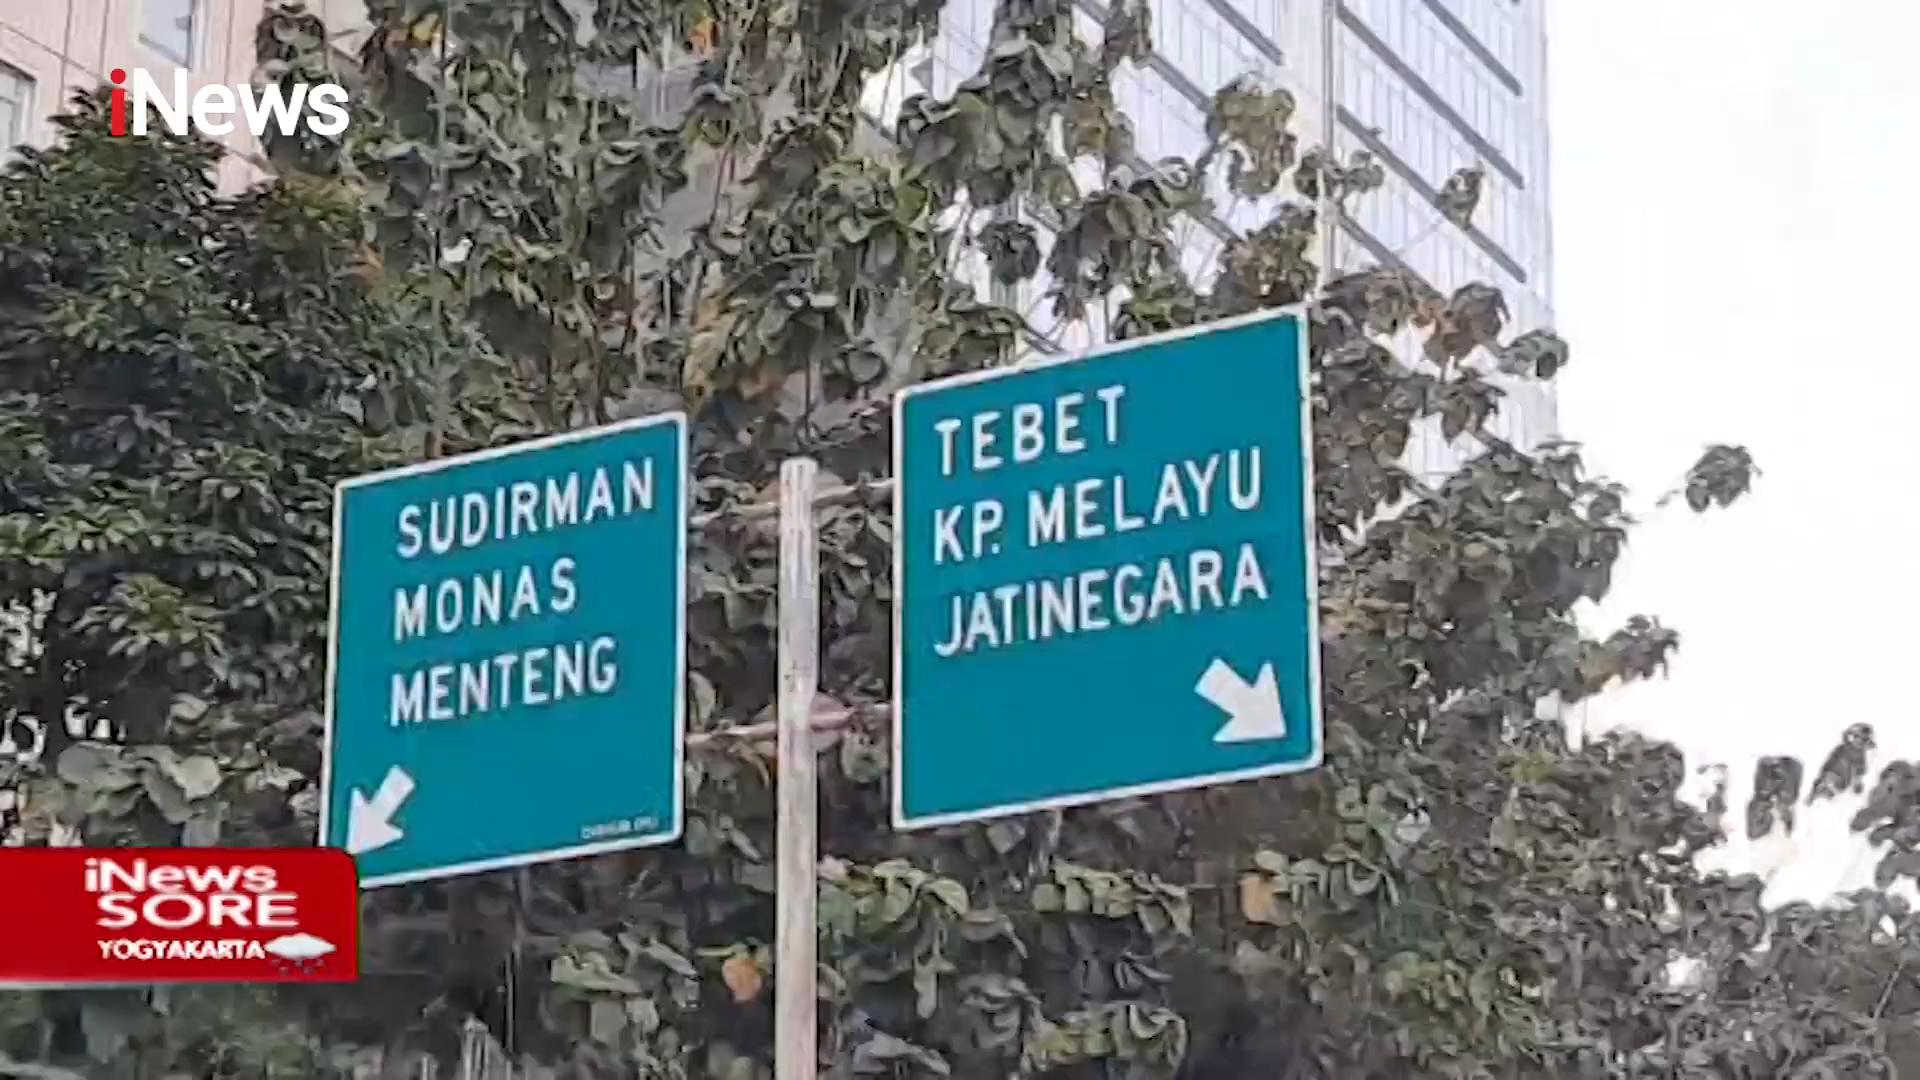 iNews
SUDIRMAN
MONAS
MENTENG
TEBET
KP. MELAYU
JATINEGARA
iNews
SORE
YOGYAKARTA